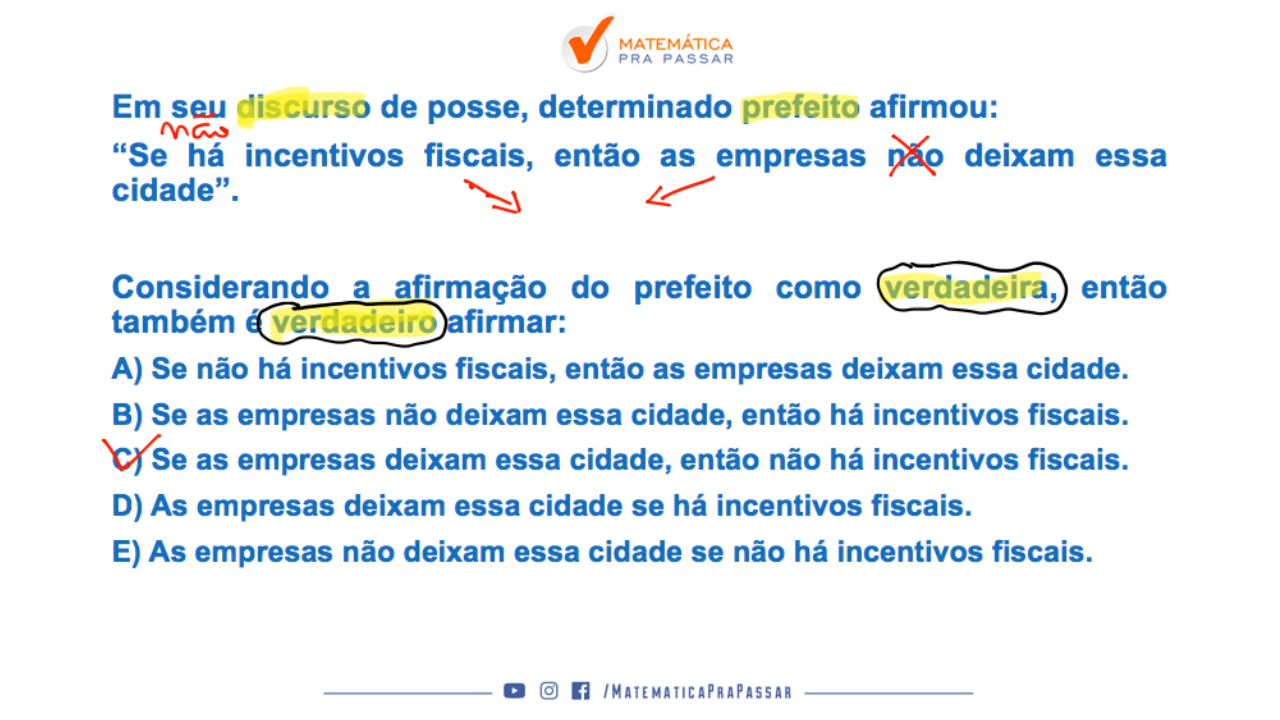 MATEMÁTICA
PRA PASSAR
Em seu discurso de posse, determinado prefeito afirmou:
não
“Se há incentivos fiscais, então as empresas não deixam essa
cidade”.
Considerando a afirmação do prefeito como verdadeira, então
também é verdadeiro afirmar:
A) Se não há incentivos fiscais, então as empresas deixam essa cidade.
B) Se as empresas não deixam essa cidade, então há incentivos fiscais.
C) Se as empresas deixam essa cidade, então não há incentivos fiscais.
D) As empresas deixam essa cidade se há incentivos fiscais.
E) As empresas não deixam essa cidade se não há incentivos fiscais.
/MatematicaPraPassar